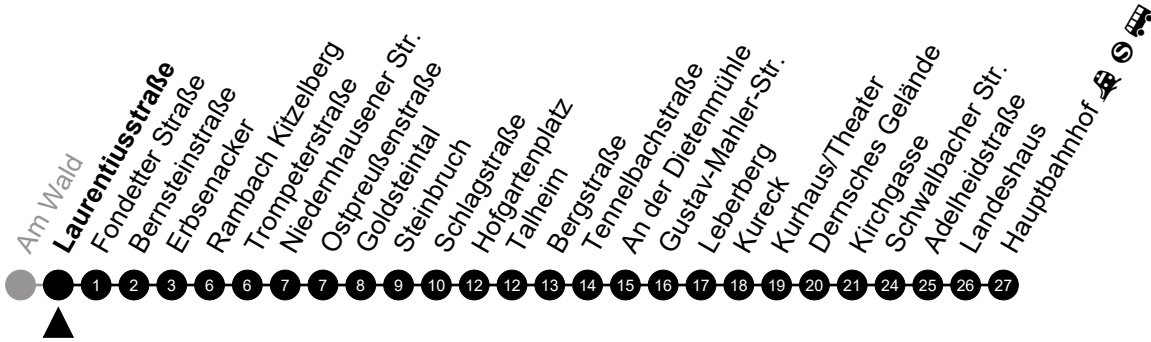 Am Wald
Laurentiusstraße
Fondetter Straße
Bernsteinstraße
Erbsenacker
Rambach Kitzelberg
Trompeterstraße
Niedernhausener Str.
Ostpreußenstraße
Goldsteintal
Steinbruch
Schlagstraße
Hofgartenplatz
Talheim
Bergstraße
Tennelbachstraße
An der Dietenmühle
Gustav-Mahler-Str.
Leberberg
Kureck
Kurhaus/Theater
Dernsches Gelände
Kirchgasse
Schwalbacher Str.
Adelheidstraße
Landeshaus
Hauptbahnhof S
1 2 3 6 6 7 7 8 9 10 12 12 13 14 15 16 17 18 19 20 21 24 25 26 27